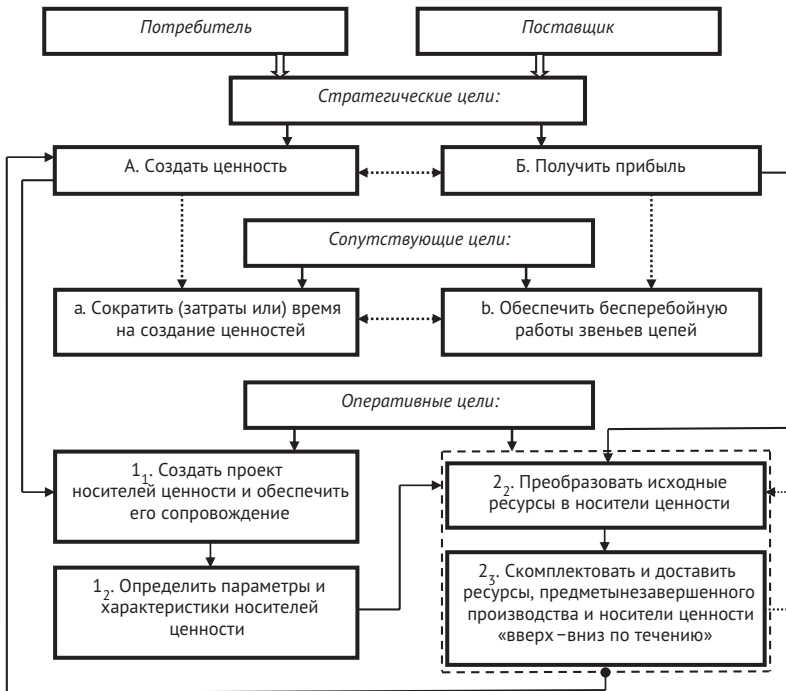 Потребитель
Поставщик
Стратегические цели:
А. Создать ценность
Б. Получить прибыль
Сопутствующие цели:
a. Сократить (затраты или) время
на создание ценностей
b. Обеспечить бесперебойную
работы звеньев цепей
Оперативные цели:
1₁. Создать проект
носителей ценности и обеспечить
его сопровождение
2₂. Преобразовать исходные
ресурсы в носители ценности
1₂. Определить параметры и
характеристики носителей
ценности
2₃. Скомплектовать и доставить
ресурсы, предметынезавершенного
производства и носители ценности
«вверх–вниз по течению»